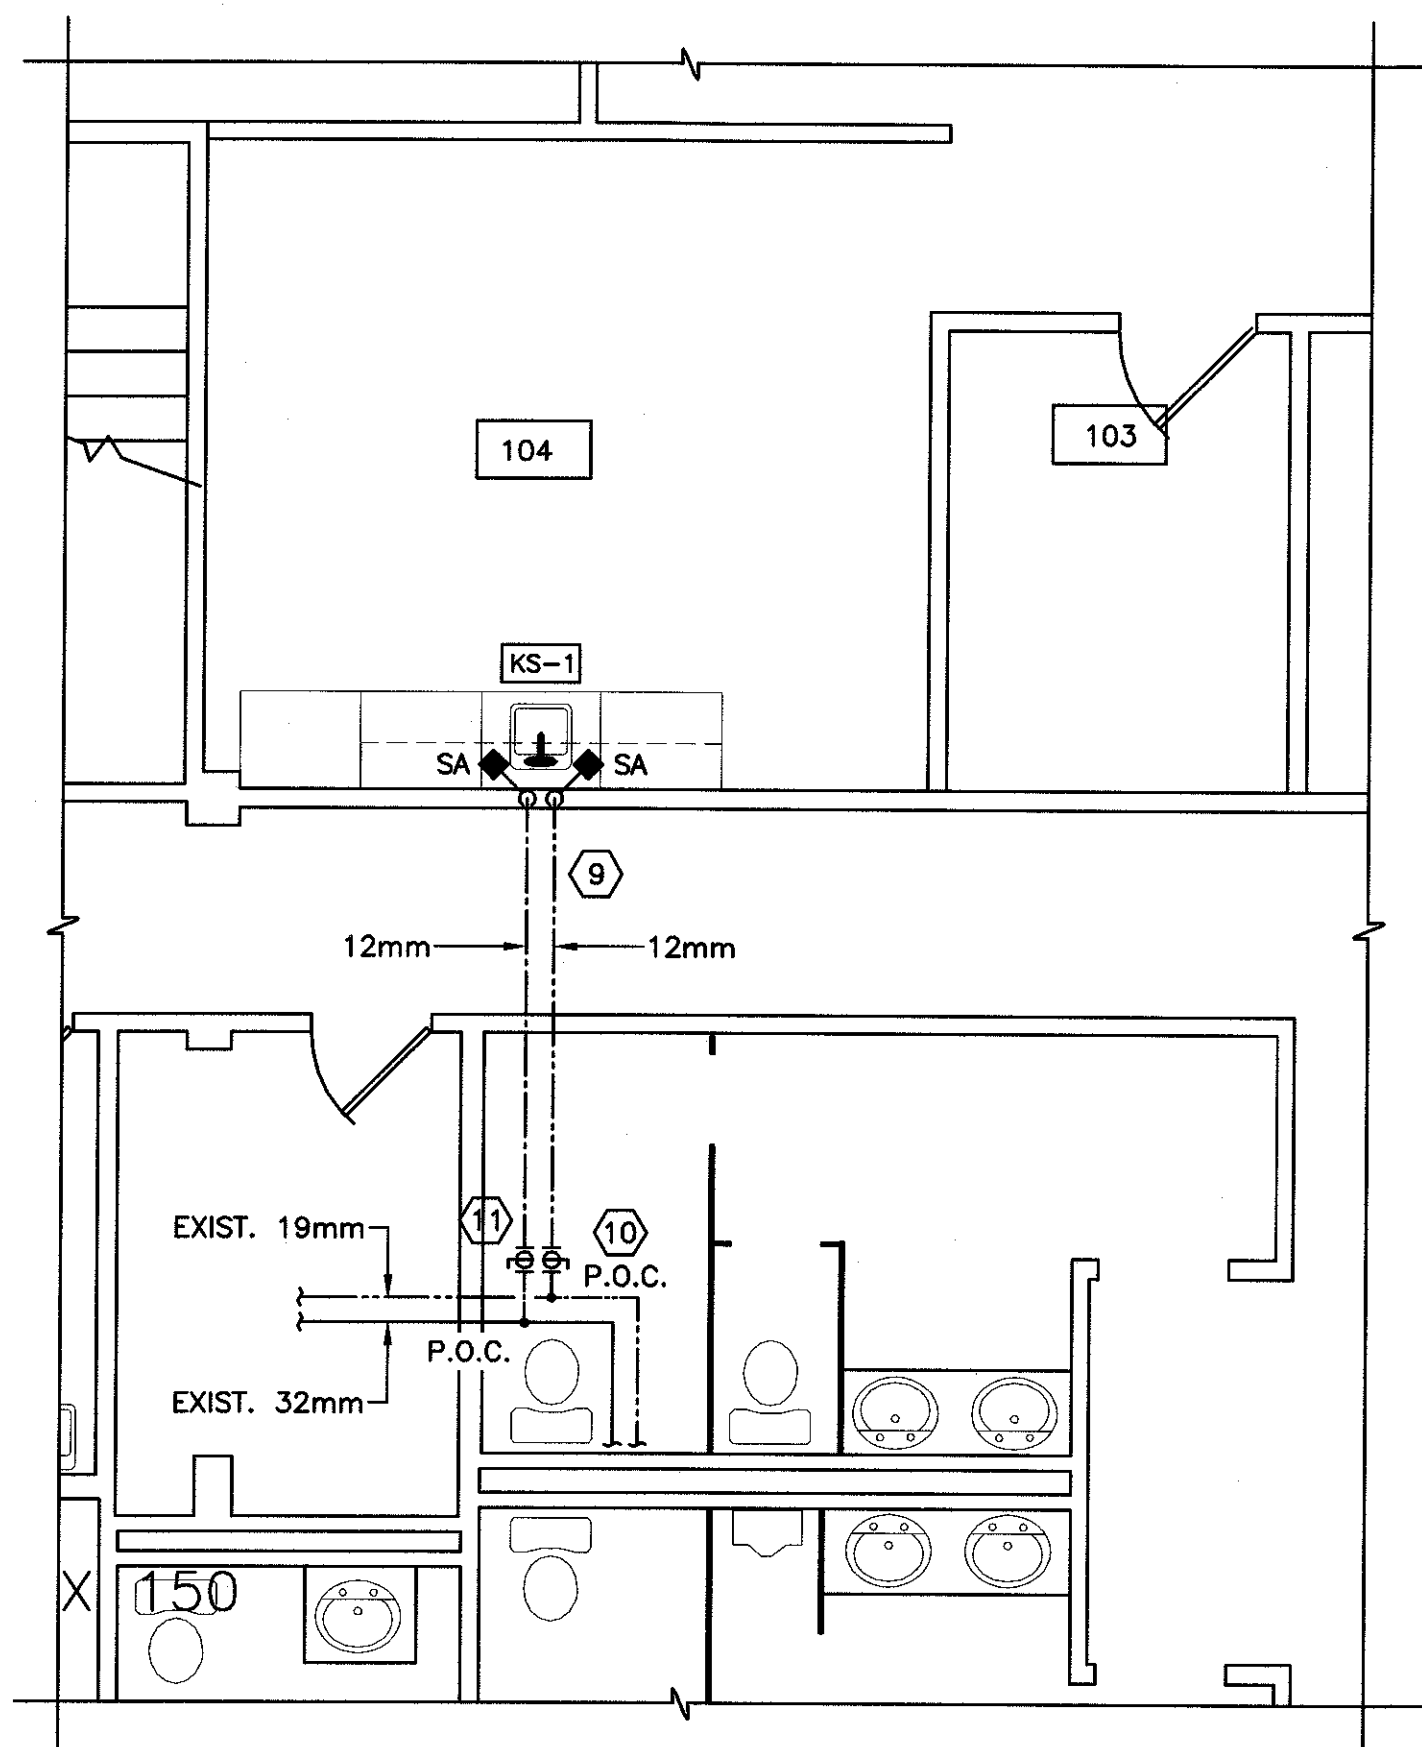 104
103
KS-1
SA
SA
9
12mm
12mm
11
10
EXIST. 19mm
P.O.C.
P.O.C.
EXIST. 32mm
X 150